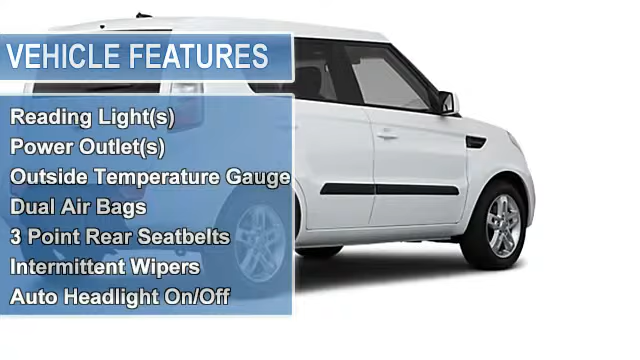 VEHICLE FEATURES
Reading Light(s)
Power Outlet(s)
Outside Temperature Gauge
Dual Air Bags
3 Point Rear Seatbelts
Intermittent Wipers
Auto Headlight On/Off